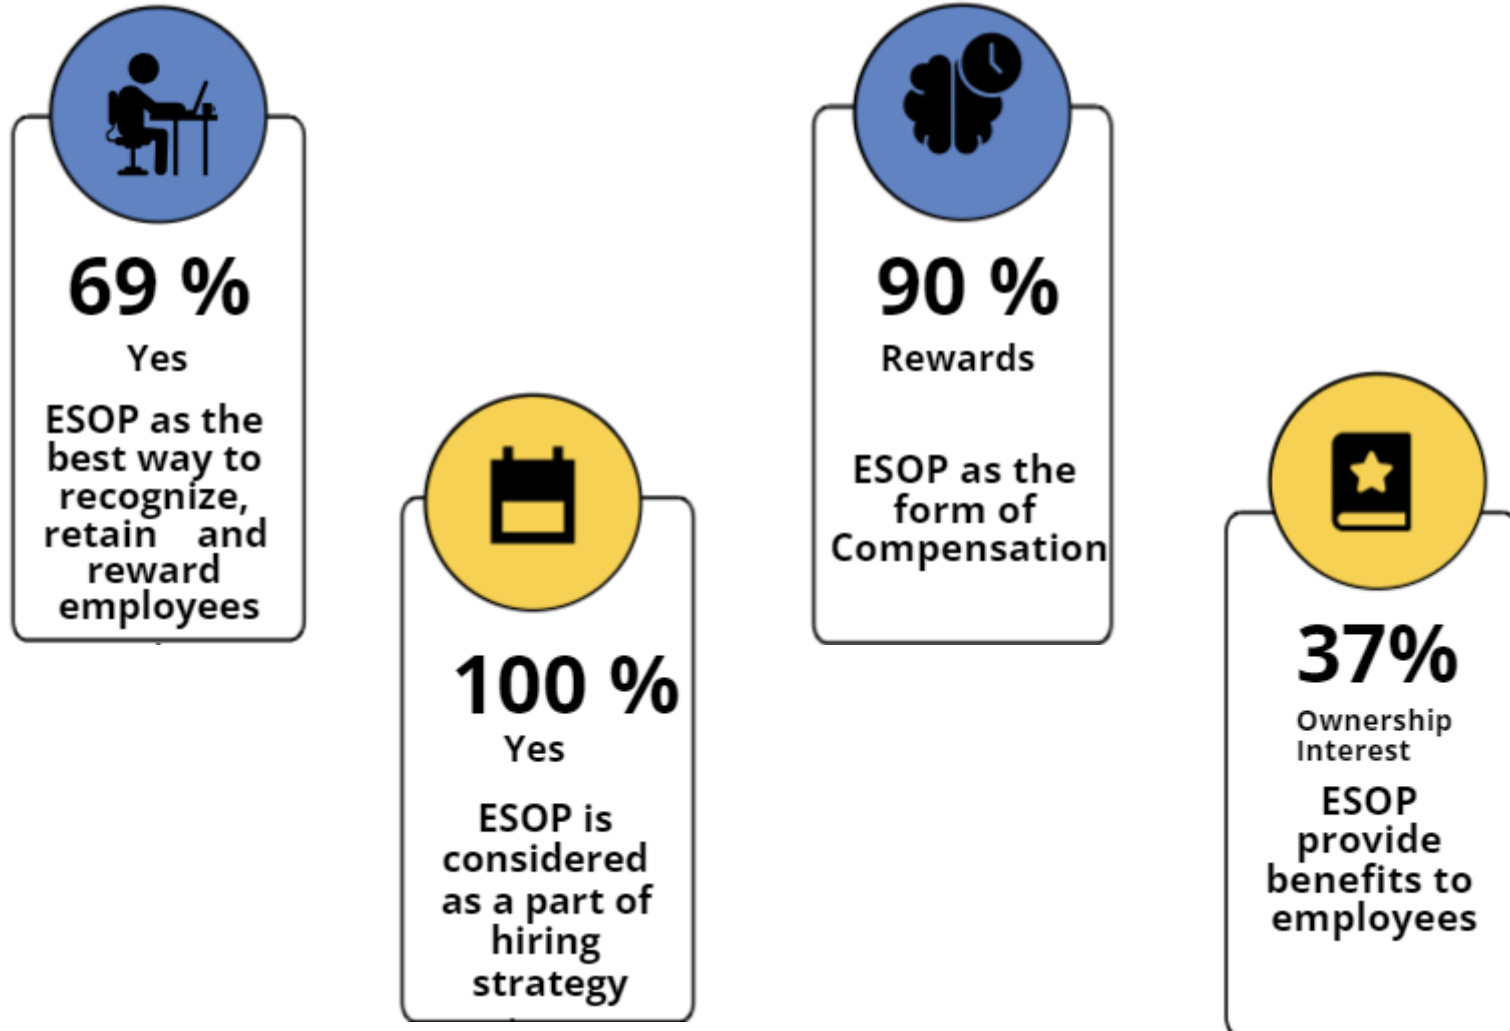 69 %
Yes
ESOP as the
best way to
recognize,
retain and
reward
employees
100 %
Yes
ESOP is
considered
as a part of
hiring
strategy
90 %
Rewards
ESOP as the
form of
Compensation
37%
Ownership
Interest
ESOP
provide
benefits to
employees